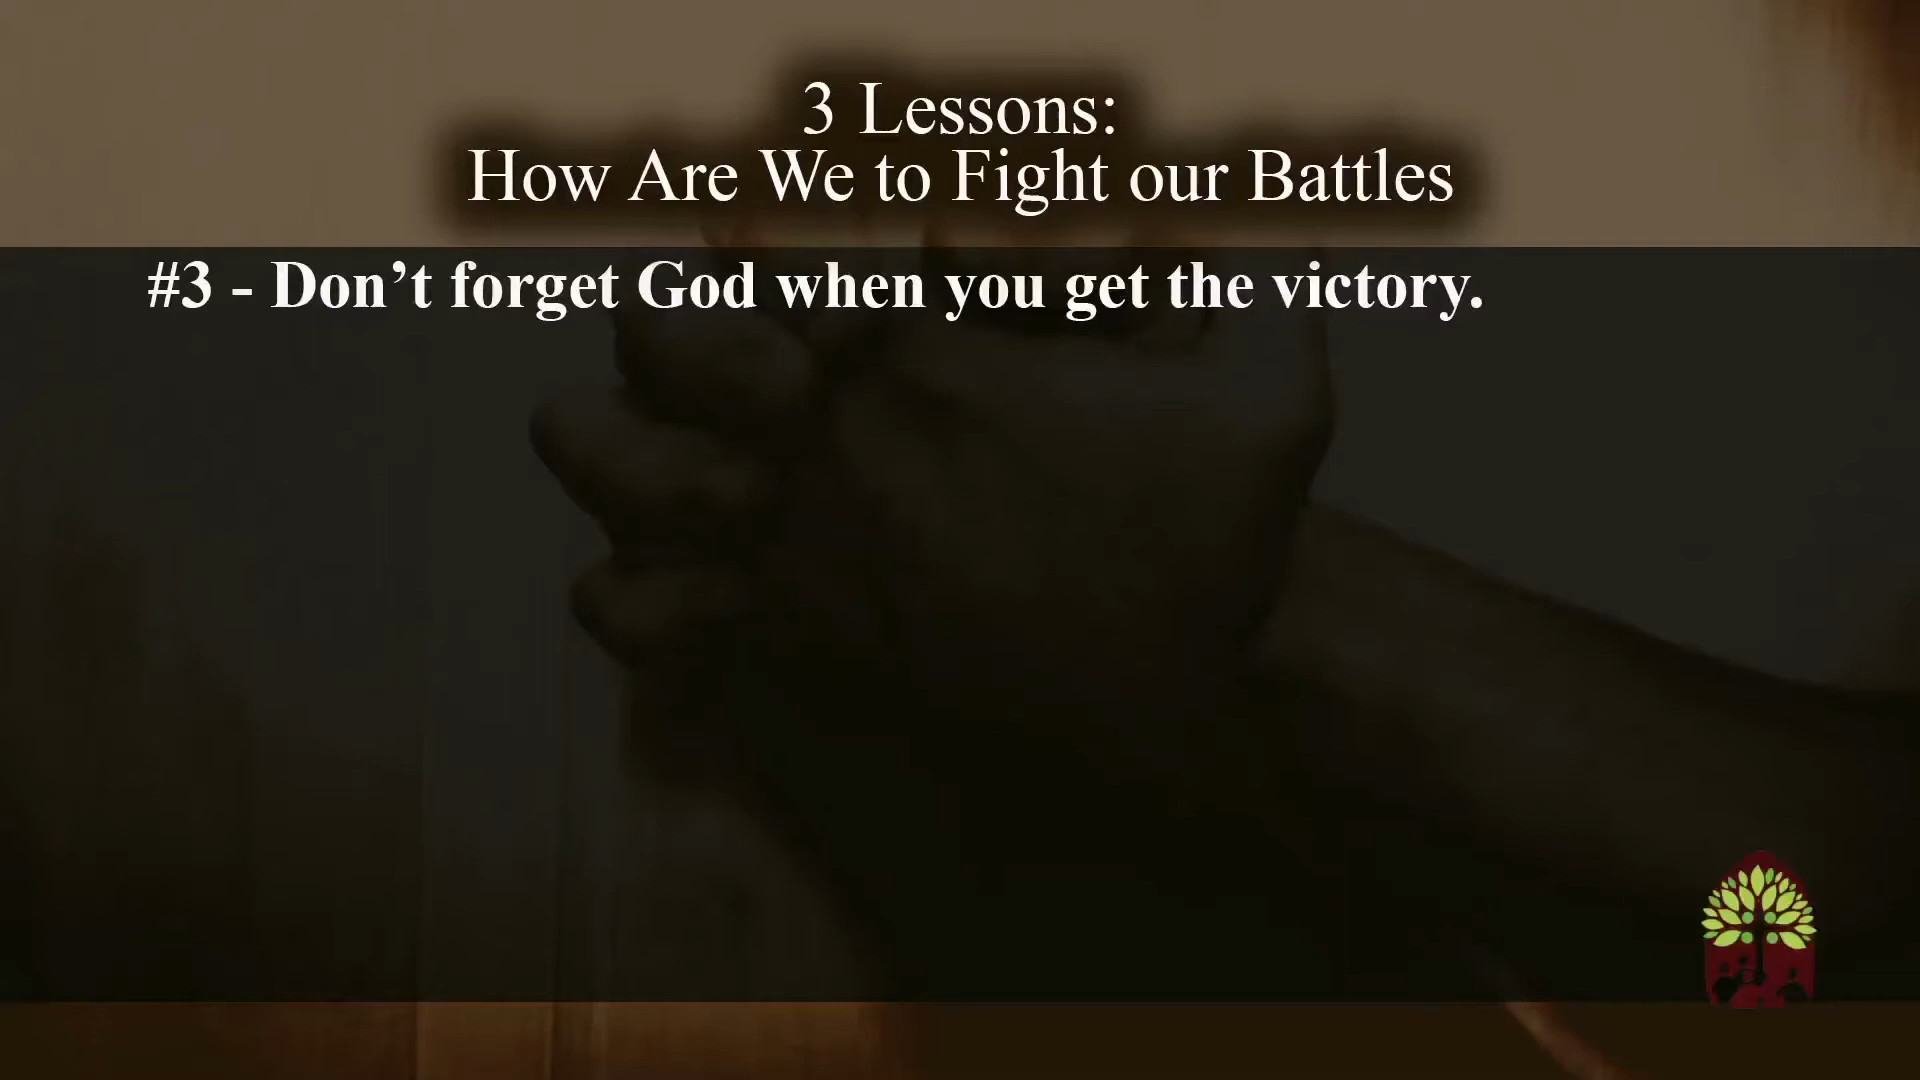 3 Lessons:
How Are We to Fight our Battles
#3 - Don’t forget God when you get the victory.